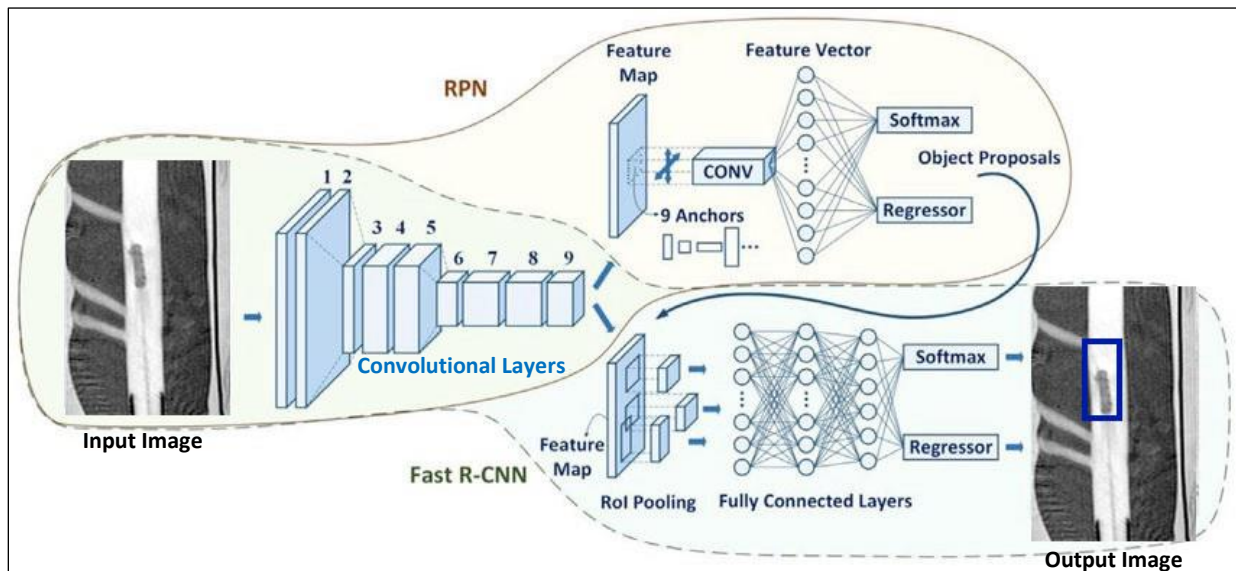 RPN
Feature
Map
Feature Vector
CONV
Softmax
Object Proposals
Regressor
9 Anchors
1 2
3 4 5
6 7 8 9
Convolutional Layers
Input Image
Fast R-CNN
Feature
Map
RoI Pooling
Fully Connected Layers
Softmax
Regressor
Output Image